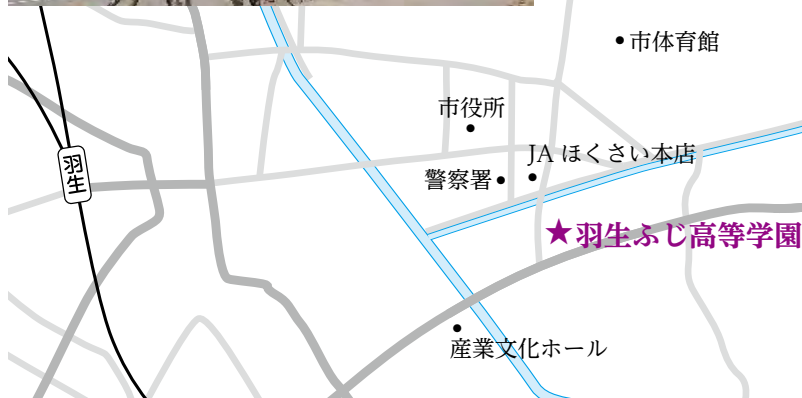 市体育館
市役所
JA ほくさい本店
羽生
警察署
★羽生ふじ高等学園
産業文化ホール